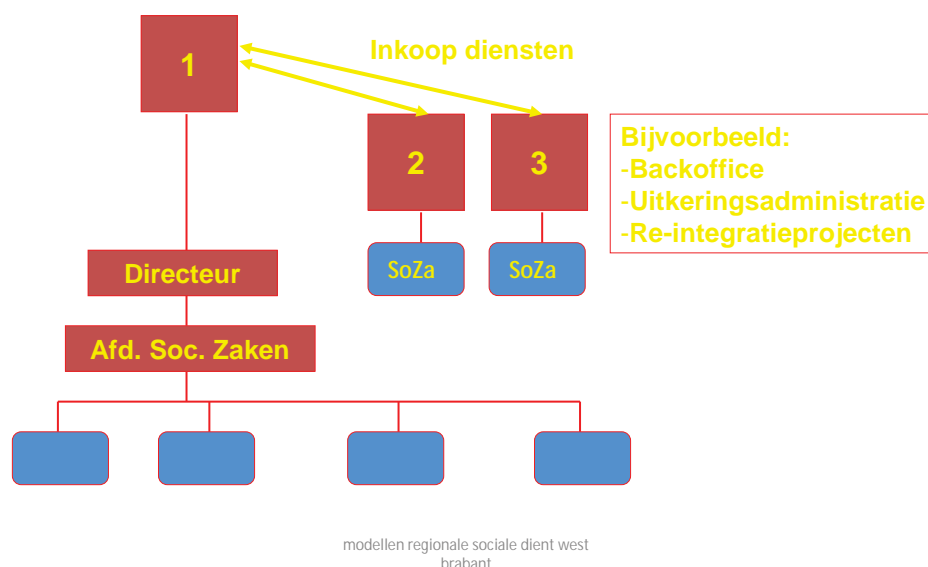 1
Inkoop diensten
2
3
Bijvoorbeeld:
-Backoffice
-Uitkeringsadministratie
-Re-integratieprojecten
SoZa
SoZa
Directeur
Afd. Soc. Zaken
modellen regionale sociale dient west
brabant